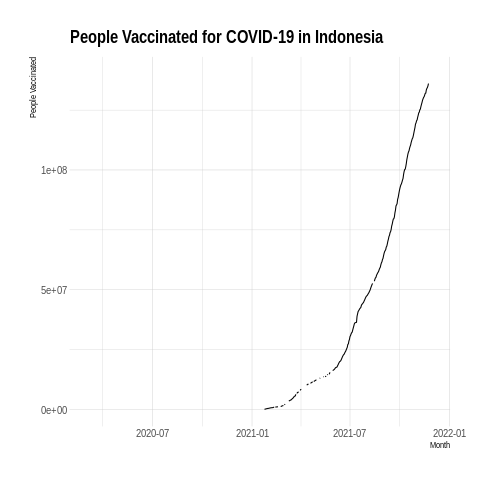 People Vaccinated for COVID-19 in Indonesia
People Vaccinated
1e+08
5e+07
0e+00
2020-07
2021-01
2021-07
2022-01
Month